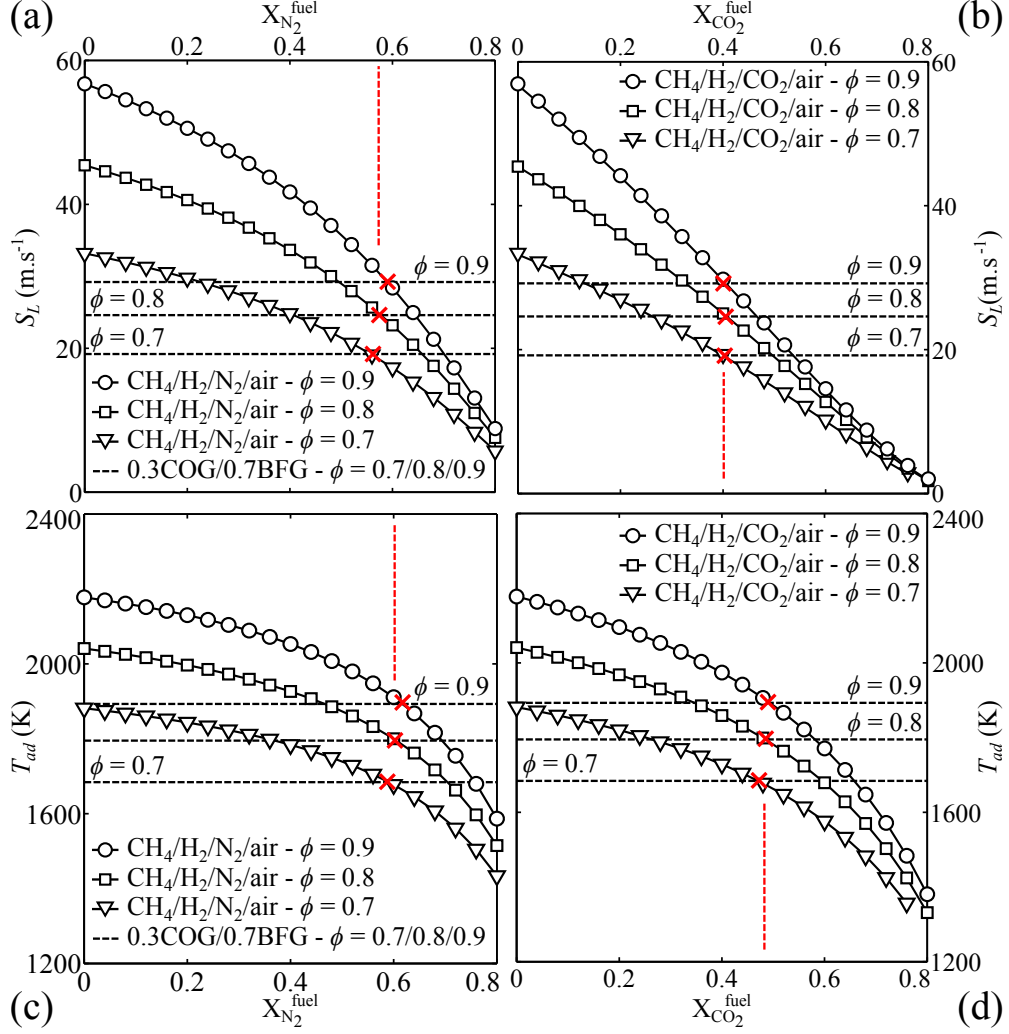 (a)
X_N2^fuel
X_CO2^fuel
(b)
0 0.2 0.4 0.6 0.8
0 0.2 0.4 0.6 0.8
60
40
20
0
S_L (m.s⁻¹)
ϕ = 0.9
ϕ = 0.8
ϕ = 0.7
CH₄/H₂/N₂/air - ϕ = 0.9
CH₄/H₂/N₂/air - ϕ = 0.8
CH₄/H₂/N₂/air - ϕ = 0.7
0.3COG/0.7BFG - ϕ = 0.7/0.8/0.9
CH₄/H₂/CO₂/air - ϕ = 0.9
CH₄/H₂/CO₂/air - ϕ = 0.8
CH₄/H₂/CO₂/air - ϕ = 0.7
ϕ = 0.9
ϕ = 0.8
ϕ = 0.7
60
40
20
0
S_L(m.s⁻¹)
2400
2000
1600
1200
T_ad (K)
ϕ = 0.9
ϕ = 0.7
CH₄/H₂/N₂/air - ϕ = 0.9
CH₄/H₂/N₂/air - ϕ = 0.8
CH₄/H₂/N₂/air - ϕ = 0.7
0.3COG/0.7BFG - ϕ = 0.7/0.8/0.9
CH₄/H₂/CO₂/air - ϕ = 0.9
CH₄/H₂/CO₂/air - ϕ = 0.8
CH₄/H₂/CO₂/air - ϕ = 0.7
ϕ = 0.9
ϕ = 0.8
ϕ = 0.7
2400
2000
1600
1200
T_ad (K)
0 0.2 0.4 0.6 0.8
0 0.2 0.4 0.6 0.8
(c)
X_N2^fuel
X_CO2^fuel
(d)